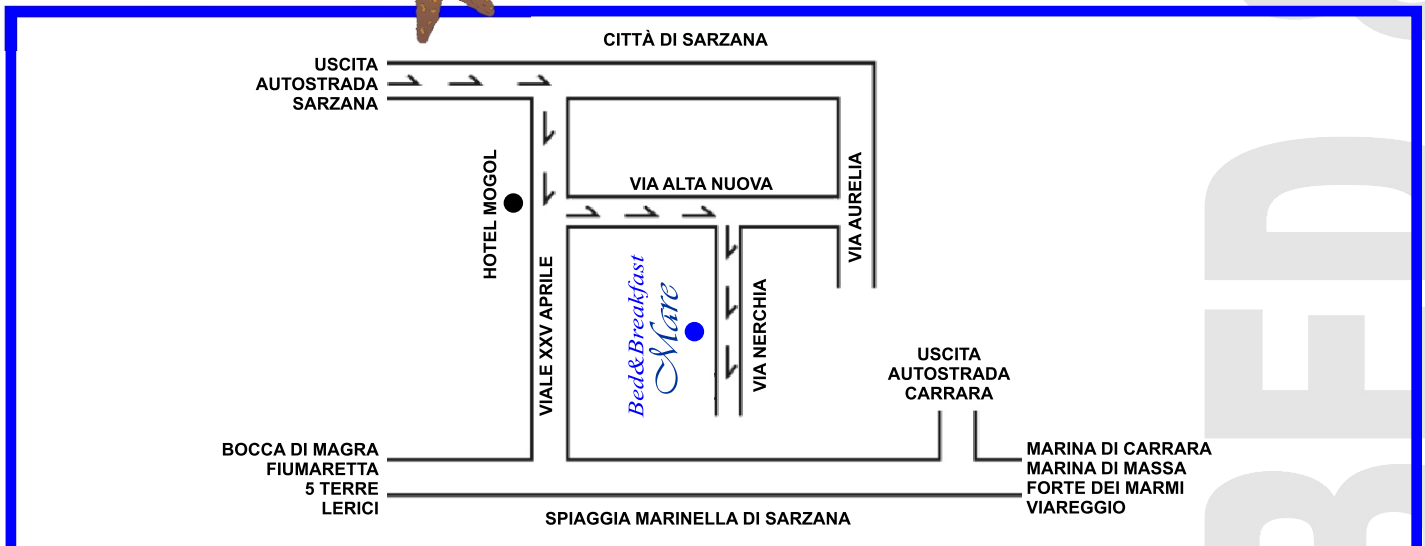 CITTÀ DI SARZANA
USCITA
AUTOSTRADA
SARZANA
HOTEL MOGOL
VIA ALTA NUOVA
VIA AURELIA
VIALE XXV APRILE
Bed&Breakfast
Mare
VIA NERCHIA
USCITA
AUTOSTRADA
CARRARA
BOCCA DI MAGRA
FIUMARETTA
5 TERRE
LERICI
MARINA DI CARRARA
MARINA DI MASSA
FORTE DEI MARMI
VIAREGGIO
SPIAGGIA MARINELLA DI SARZANA
BED